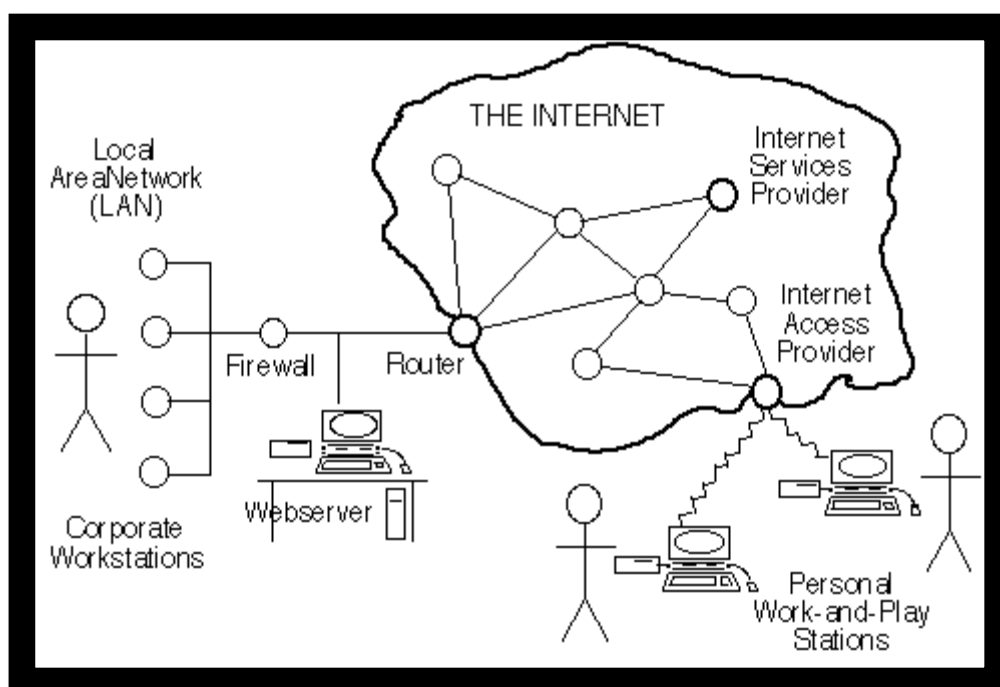 THE INTERNET
Local
AreaNetwork
(LAN)
Internet
Services
Provider
Internet
Access
Provider
Firewall
Router
Webserver
Corporate
Workstations
Personal
Work-and-Play
Stations